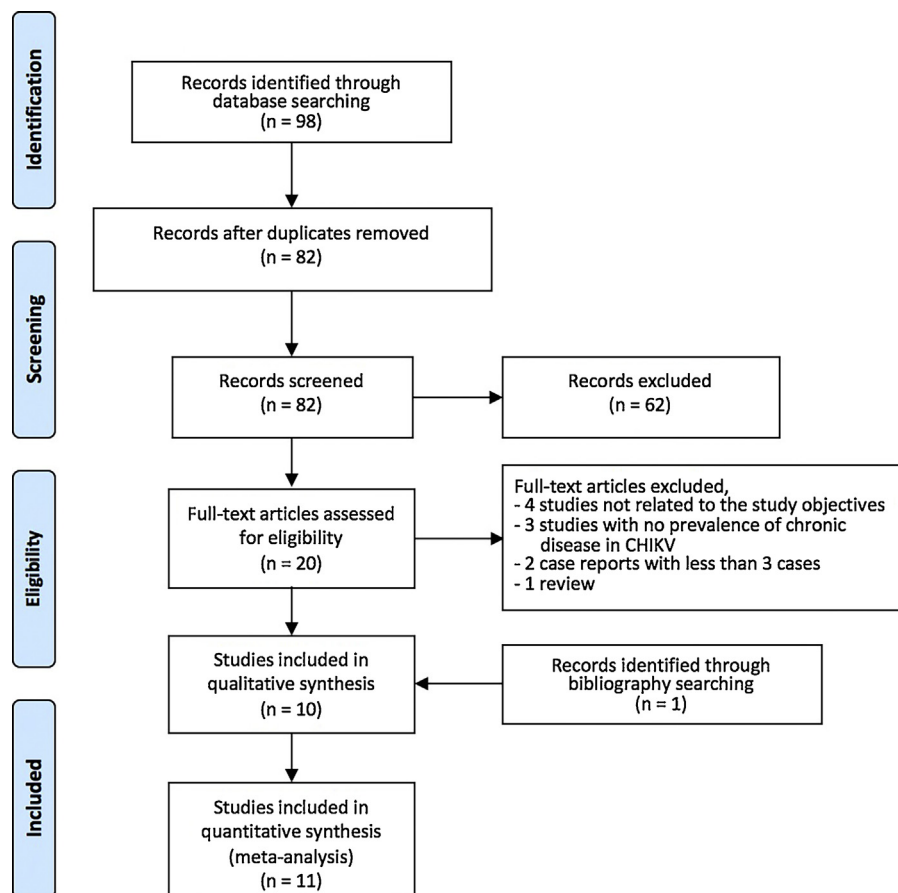 Identification
Records identified through
database searching
(n = 98)
Records after duplicates removed
(n = 82)
Screening
Records screened
(n = 82)
Records excluded
(n = 62)
Eligibility
Full-text articles assessed
for eligibility
(n = 20)
Full-text articles excluded,
- 4 studies not related to the study objectives
- 3 studies with no prevalence of chronic
disease in CHIKV
- 2 case reports with less than 3 cases
- 1 review
Studies included in
qualitative synthesis
(n = 10)
Records identified through
bibliography searching
(n = 1)
Included
Studies included in
quantitative synthesis
(meta-analysis)
(n = 11)